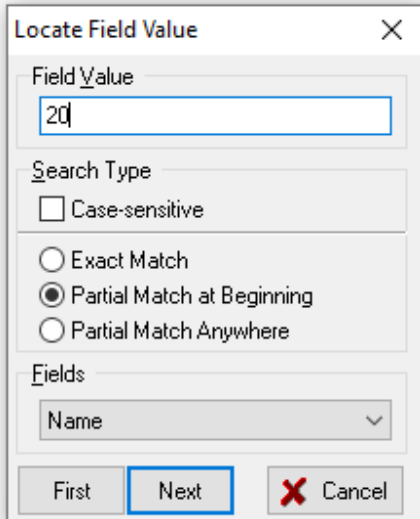 Locate Field Value
Field Value
20
Search Type
Case-sensitive
Exact Match
Partial Match at Beginning
Partial Match Anywhere
Fields
Name
First Next Cancel